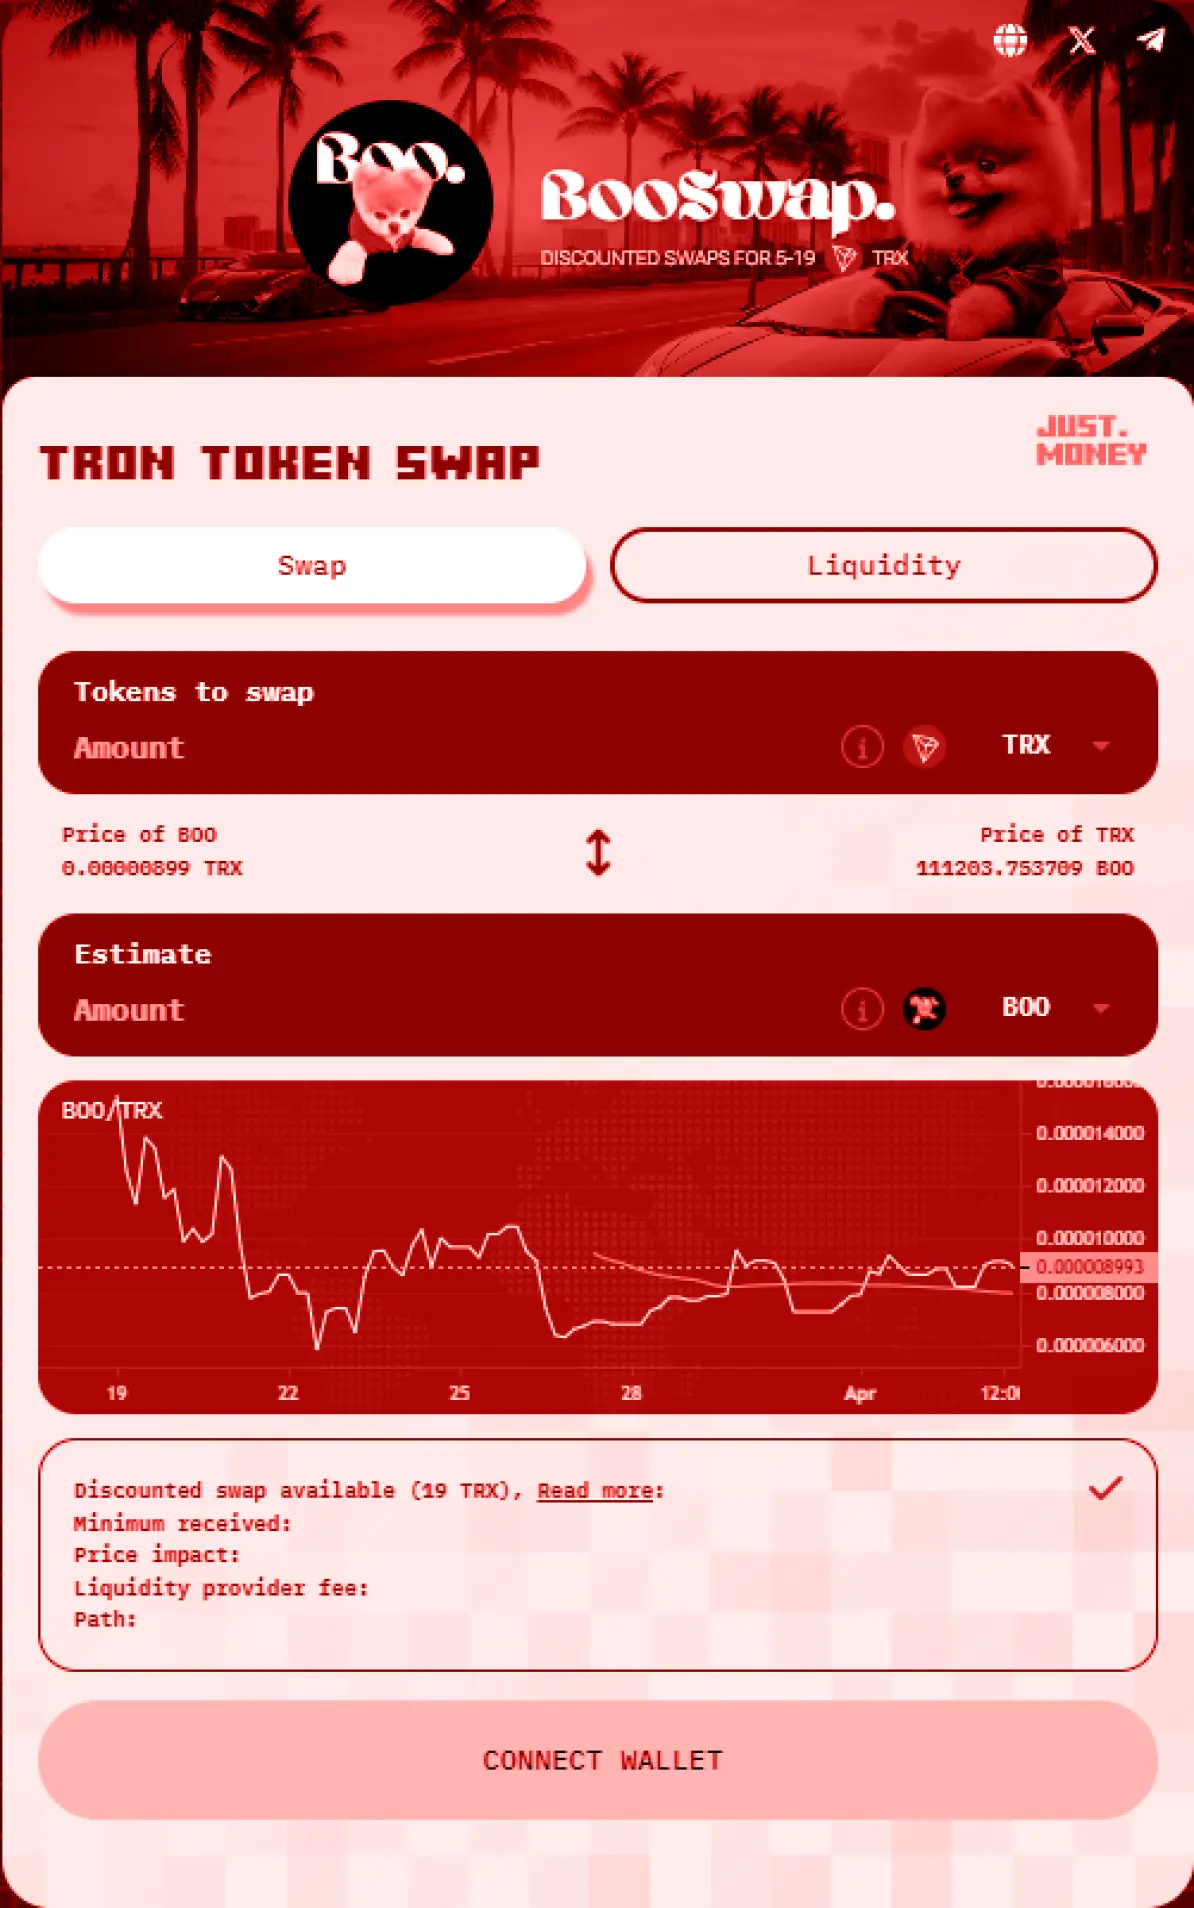 Boo.
BooSwap.
DISCOUNTED SWAPS FOR 5-19 TRX
JUST.
MONEY
TRON TOKEN SWAP
Swap
Liquidity
Tokens to swap
Amount
TRX
Price of BOO
Price of TRX
0.00000899 TRX
111203.753709 BOO
Estimate
Amount
BOO
BOO/TRX
0.000014000
0.000012000
0.000010000
0.000008993
0.000008000
0.000006000
19
22
25
28
Apr
Discounted swap available (19 TRX), Read more:
Minimum received:
Price impact:
Liquidity provider fee:
Path:
CONNECT WALLET